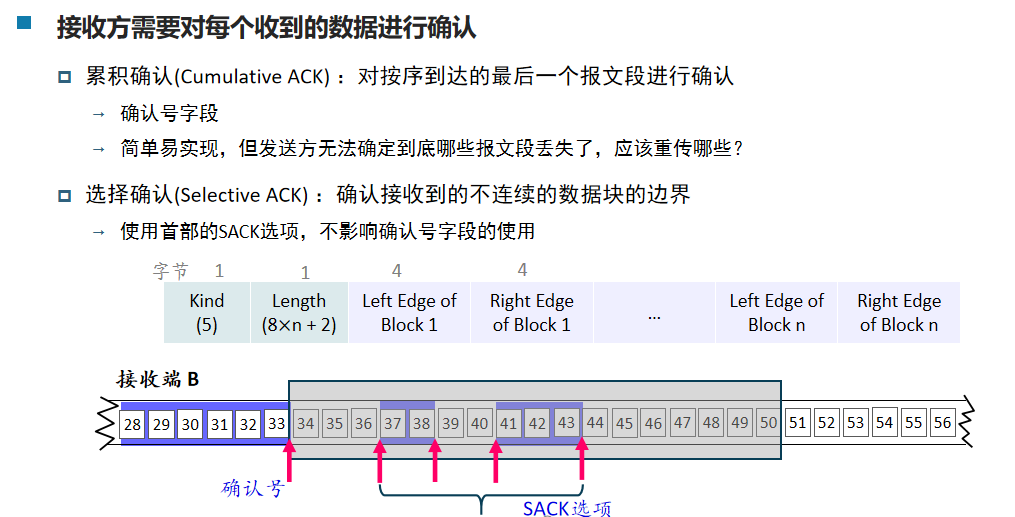 接收方需要对每个收到的数据进行确认
累积确认(Cumulative ACK)：对按序到达的最后一个报文段进行确认
→ 确认号字段
→ 简单易实现，但发送方无法确定到底哪些报文段丢失了，应该重传哪些？
选择确认(Selective ACK)：确认接收到的不连续的数据块的边界
→ 使用首部的SACK选项，不影响确认号字段的使用
字节 1 1 4 4
Kind Length Left Edge of Right Edge Left Edge of Right Edge
(5) (8×n + 2) Block 1 of Block 1 ... Block n of Block n
接收端 B
28 29 30 31 32 33 34 35 36 37 38 39 40 41 42 43 44 45 46 47 48 49 50 51 52 53 54 55 56
确认号
SACK选项